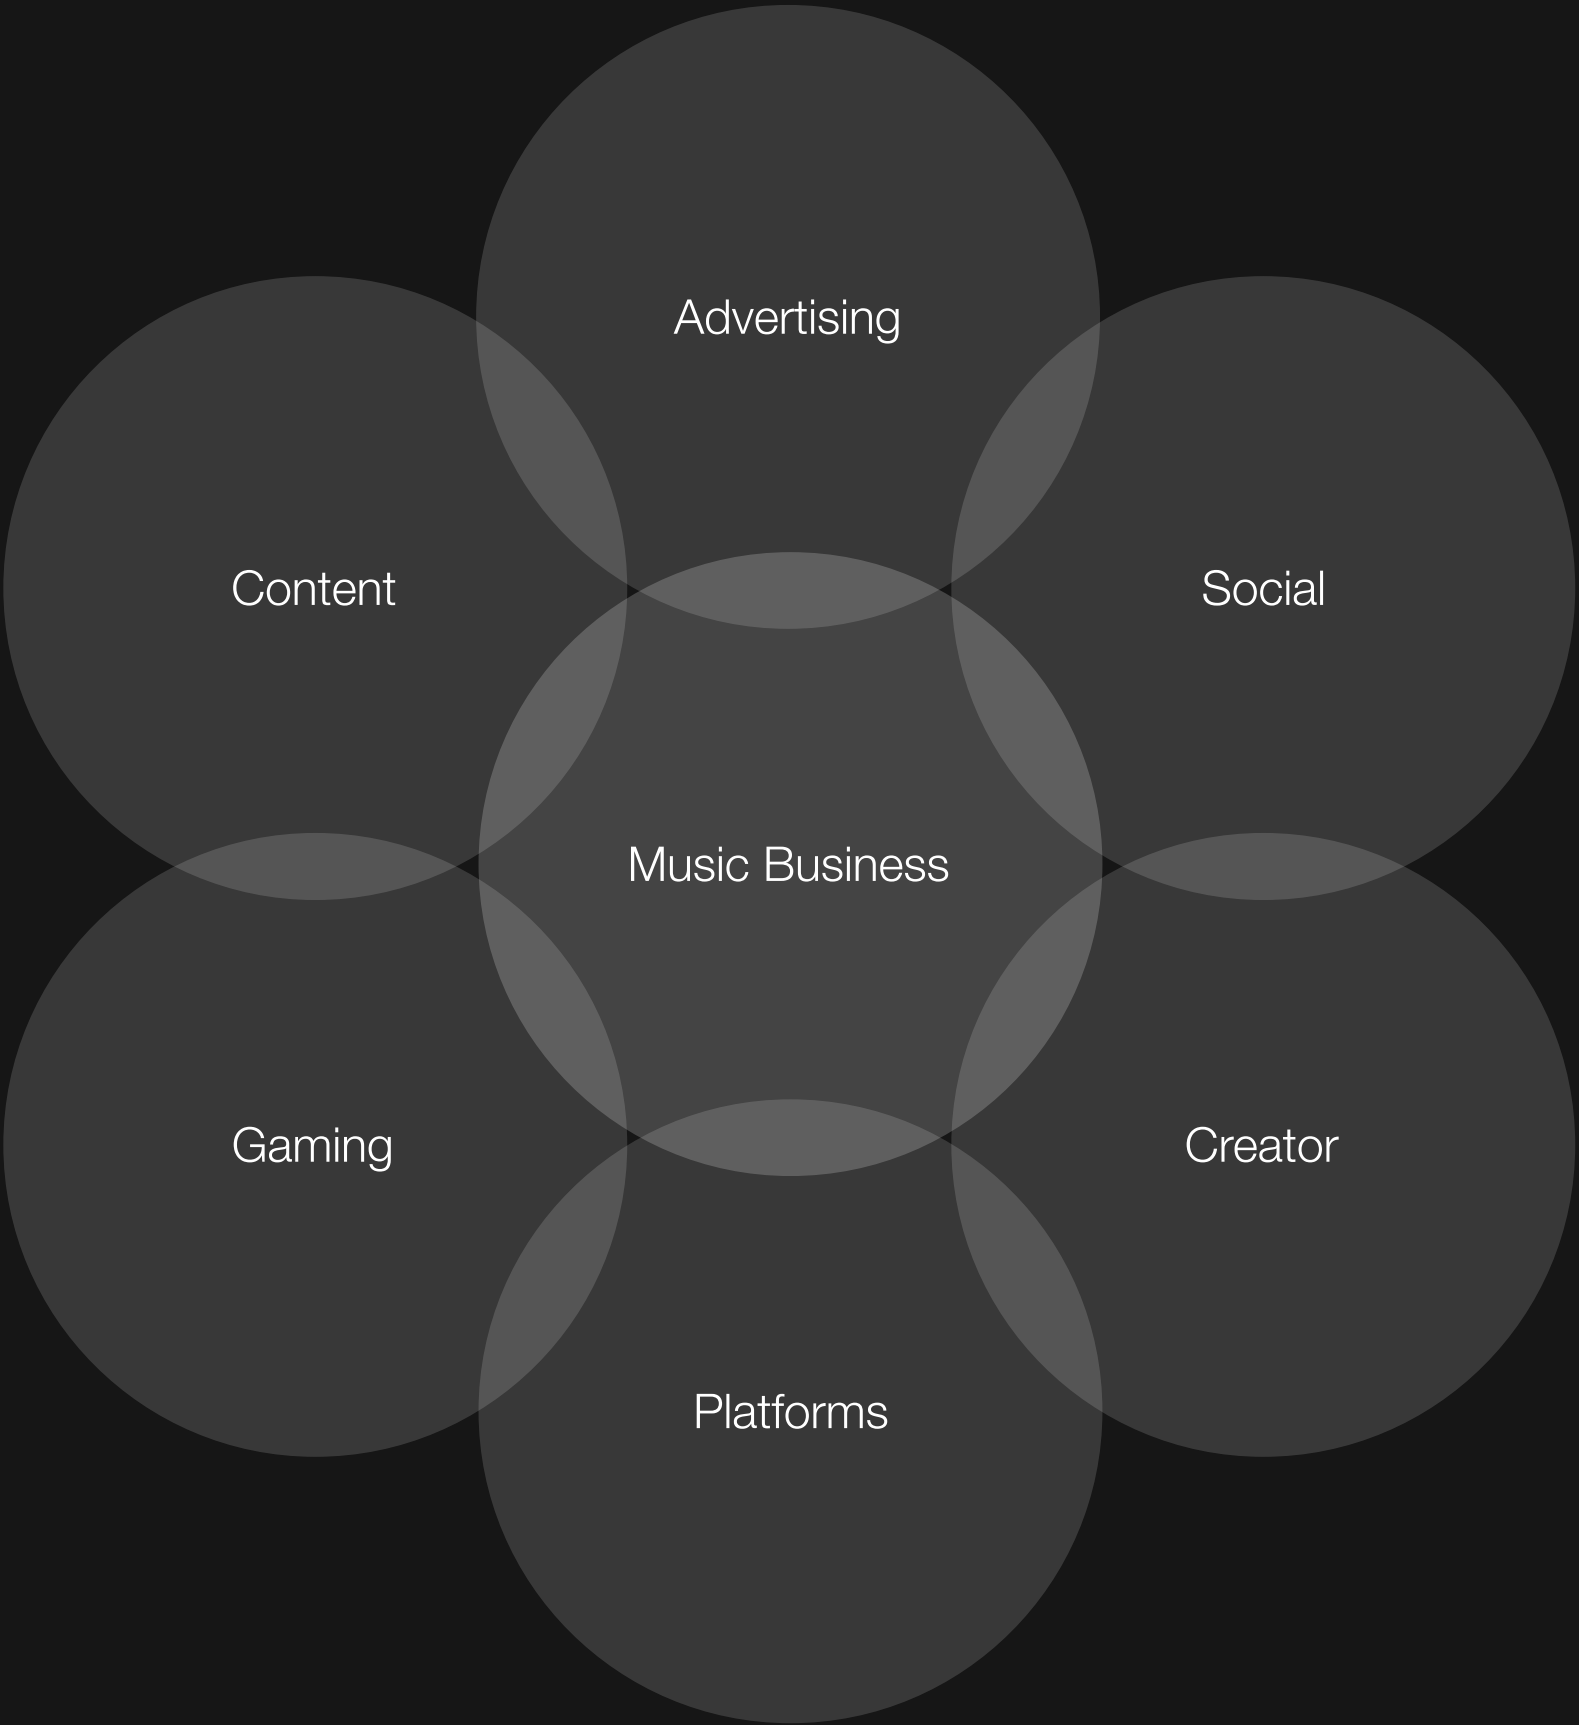 Advertising
Content
Social
Music Business
Gaming
Creator
Platforms